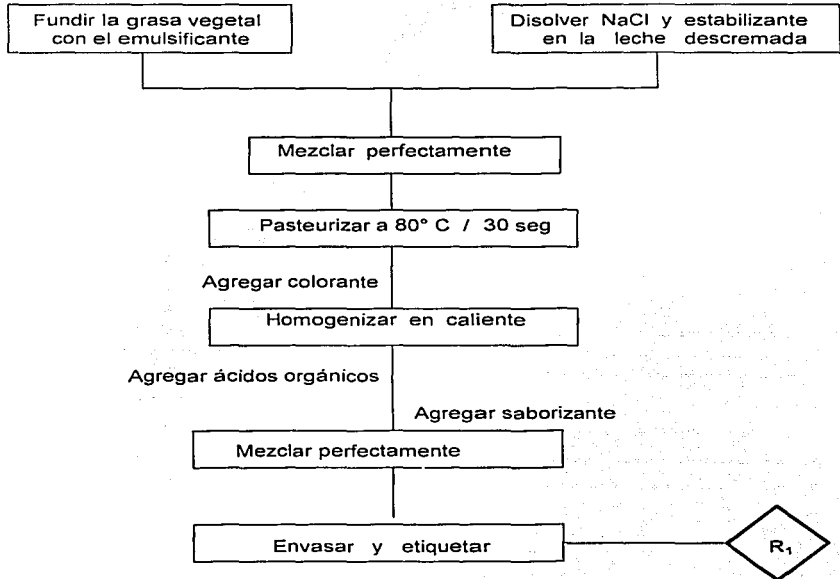 Fundir la grasa vegetal
con el emulsificante
Disolver NaCl y estabilizante
en la leche descremada
Mezclar perfectamente
Pasteurizar a 80° C / 30 seg
Agregar colorante
Homogenizar en caliente
Agregar ácidos orgánicos
Agregar saborizante
Mezclar perfectamente
Envasar y etiquetar
R₁